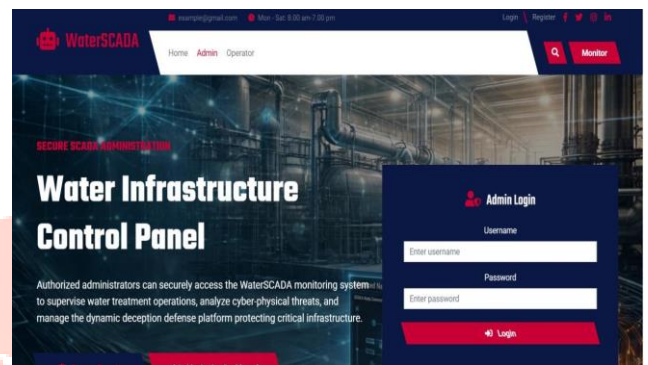 example@gmail.com Mon - Sat: 8.00 am-7.00 pm
Login \ Register
WaterSCADA
Home Admin Operator
Monitor
SECURE SCADA ADMINISTRATION
Water Infrastructure
Control Panel
Authorized administrators can securely access the WaterSCADA monitoring system
to supervise water treatment operations, analyze cyber-physical threats, and
manage the dynamic deception defense platform protecting critical infrastructure.
Admin Login
Username
Enter username
Password
Enter password
Login